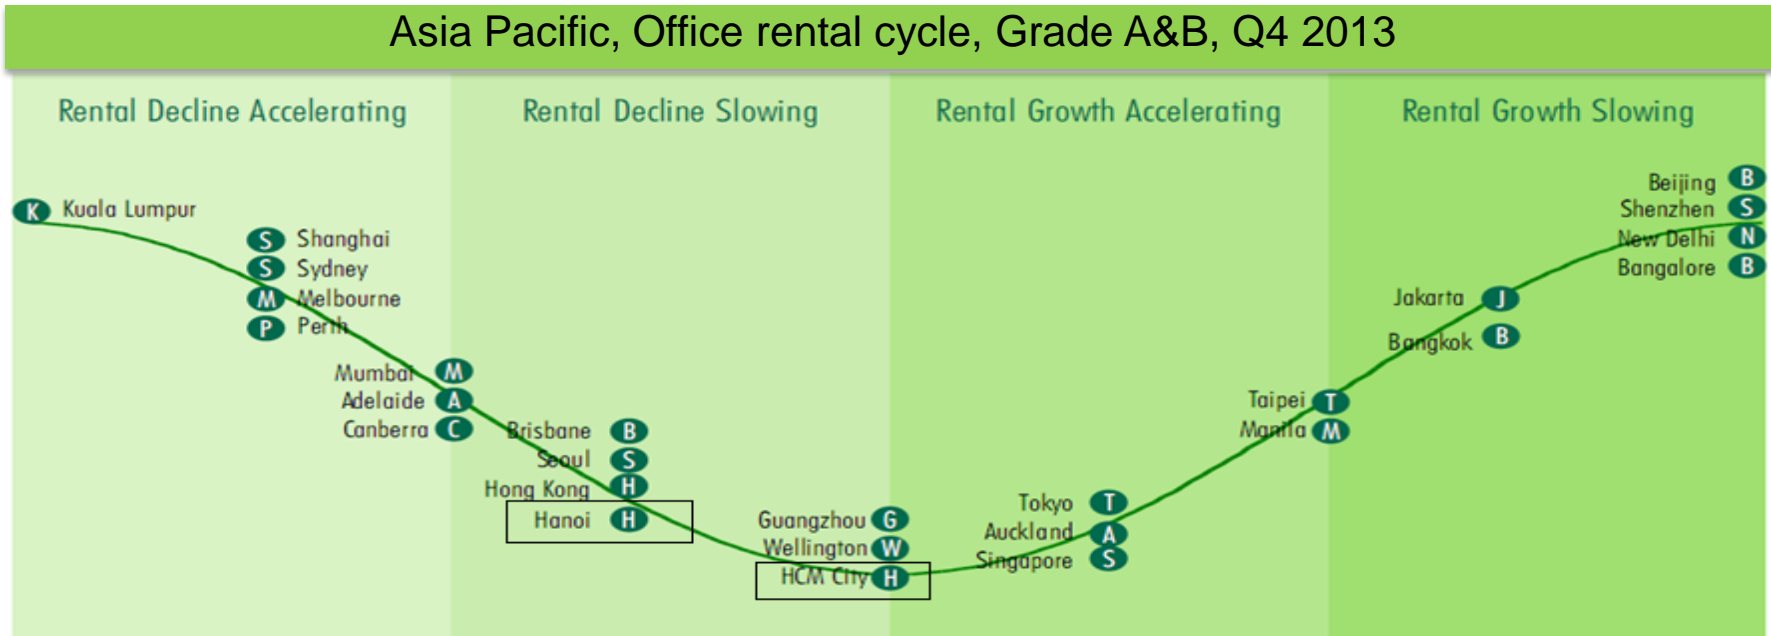 Asia Pacific, Office rental cycle, Grade A&B, Q4 2013
Rental Decline Accelerating
Rental Decline Slowing
Rental Growth Accelerating
Rental Growth Slowing
K Kuala Lumpur
S Shanghai
S Sydney
M Melbourne
P Perth
Mumbai M
Adelaide A
Canberra C
Brisbane B
Seoul S
Hong Kong H
Hanoi H
Guangzhou G
Wellington W
HCM City H
Tokyo T
Auckland A
Singapore S
Taipei T
Manila M
Jakarta J
Bangkok B
Beijing B
Shenzhen S
New Delhi N
Bangalore B